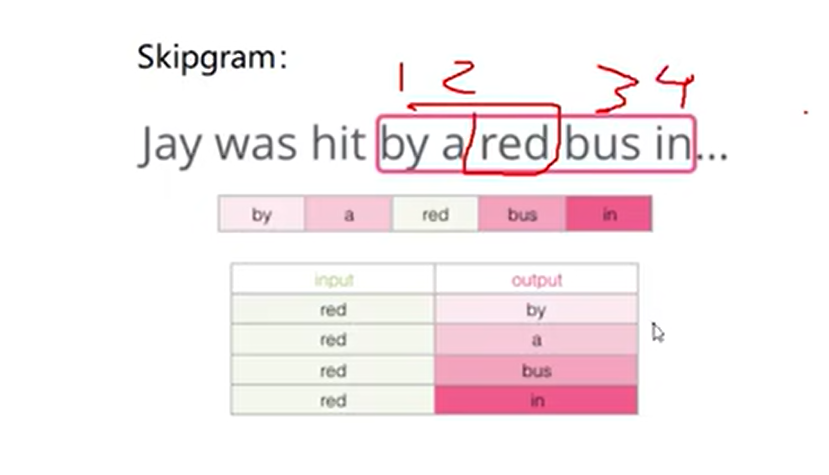 Skipgram:
1 2 3 4
Jay was hit by a red bus in...
by a red bus in
input output
red by
red a
red bus
red in